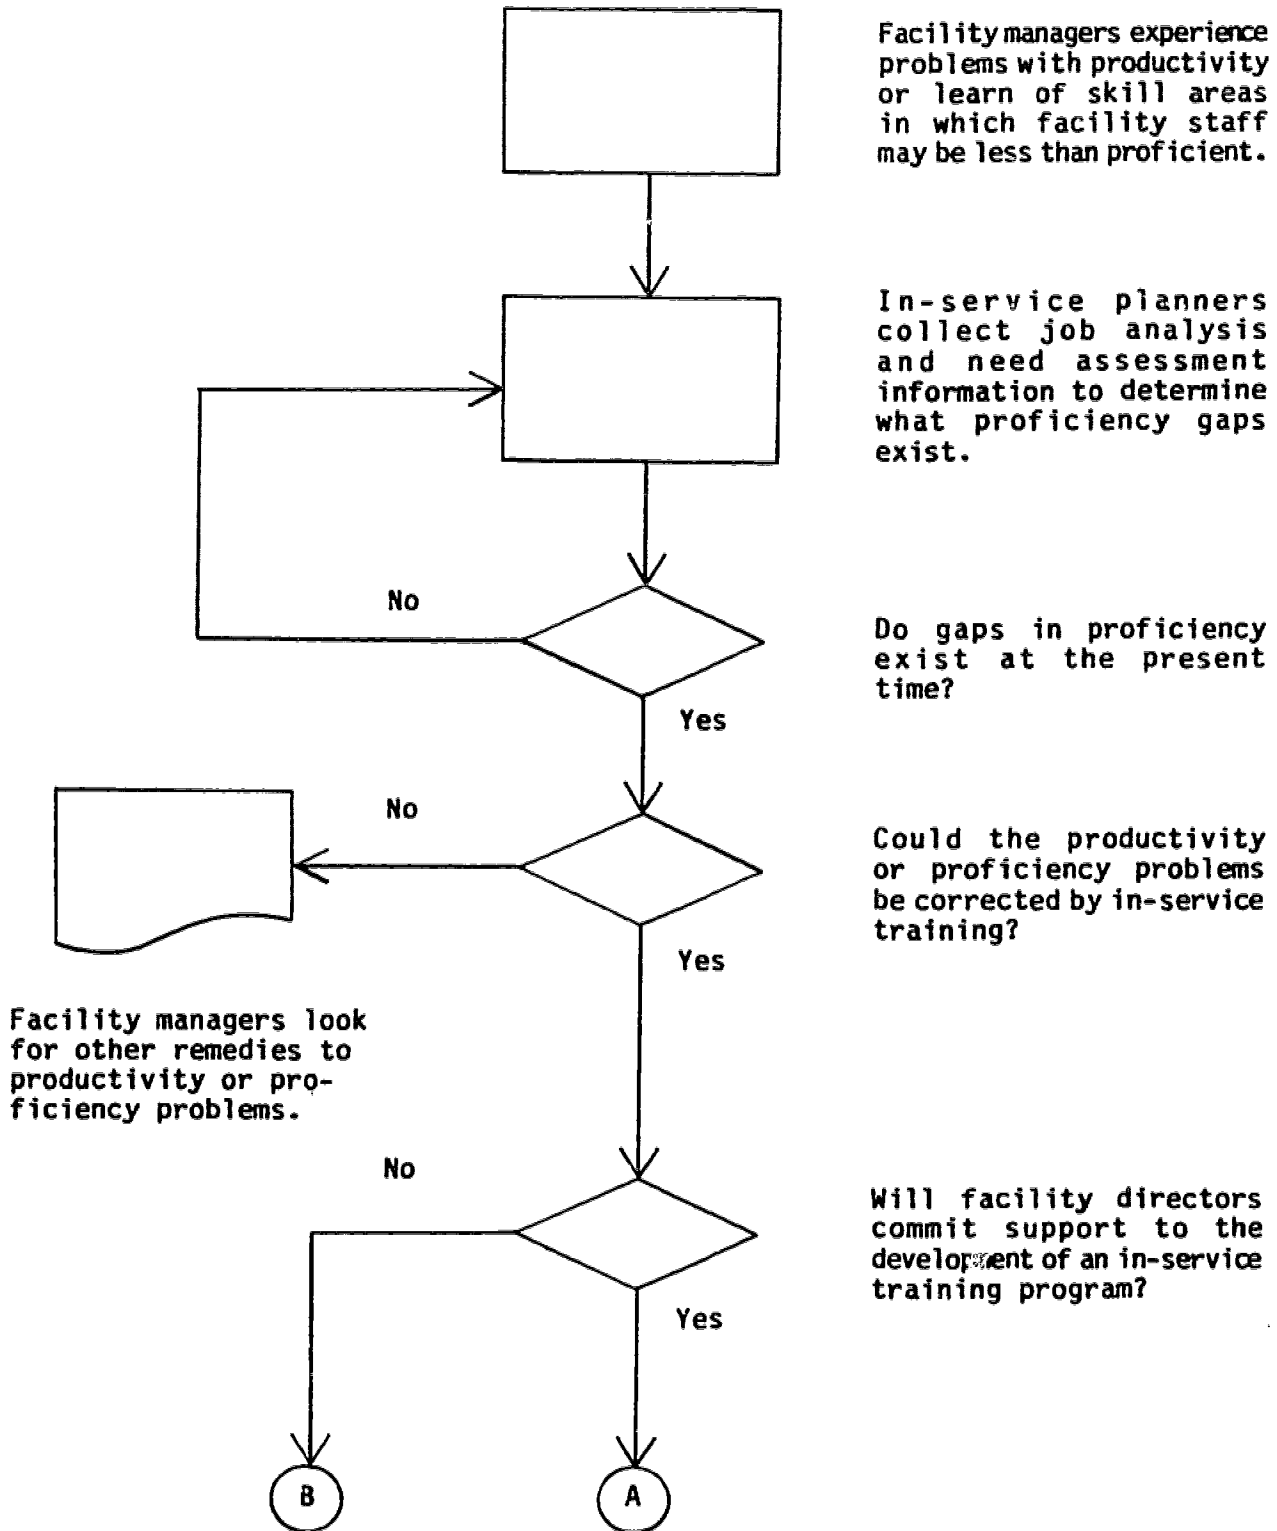 Facility managers experience
problems with productivity
or learn of skill areas
in which facility staff
may be less than proficient.
In-service planners
collect job analysis
and need assessment
information to determine
what proficiency gaps
exist.
No
Do gaps in proficiency
exist at the present
time?
Yes
No
Could the productivity
or proficiency problems
be corrected by in-service
training?
Yes
Facility managers look
for other remedies to
productivity or pro-
ficiency problems.
No
Will facility directors
commit support to the
development of an in-service
training program?
Yes
B
A